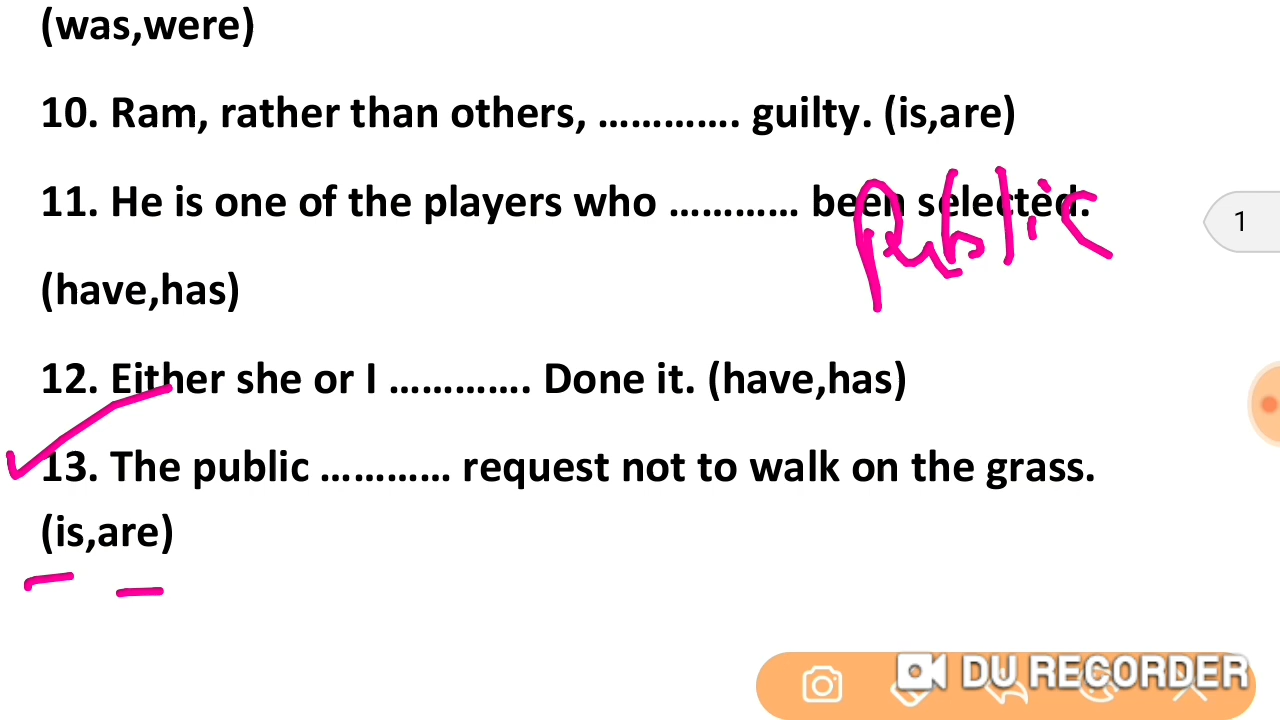 (was,were)
10. Ram, rather than others, …………. guilty. (is,are)
11. He is one of the players who ………… been selected.
public
(have,has)
12. Either she or I …………. Done it. (have,has)
13. The public ………… request not to walk on the grass.
(is,are)
1
DU RECORDER